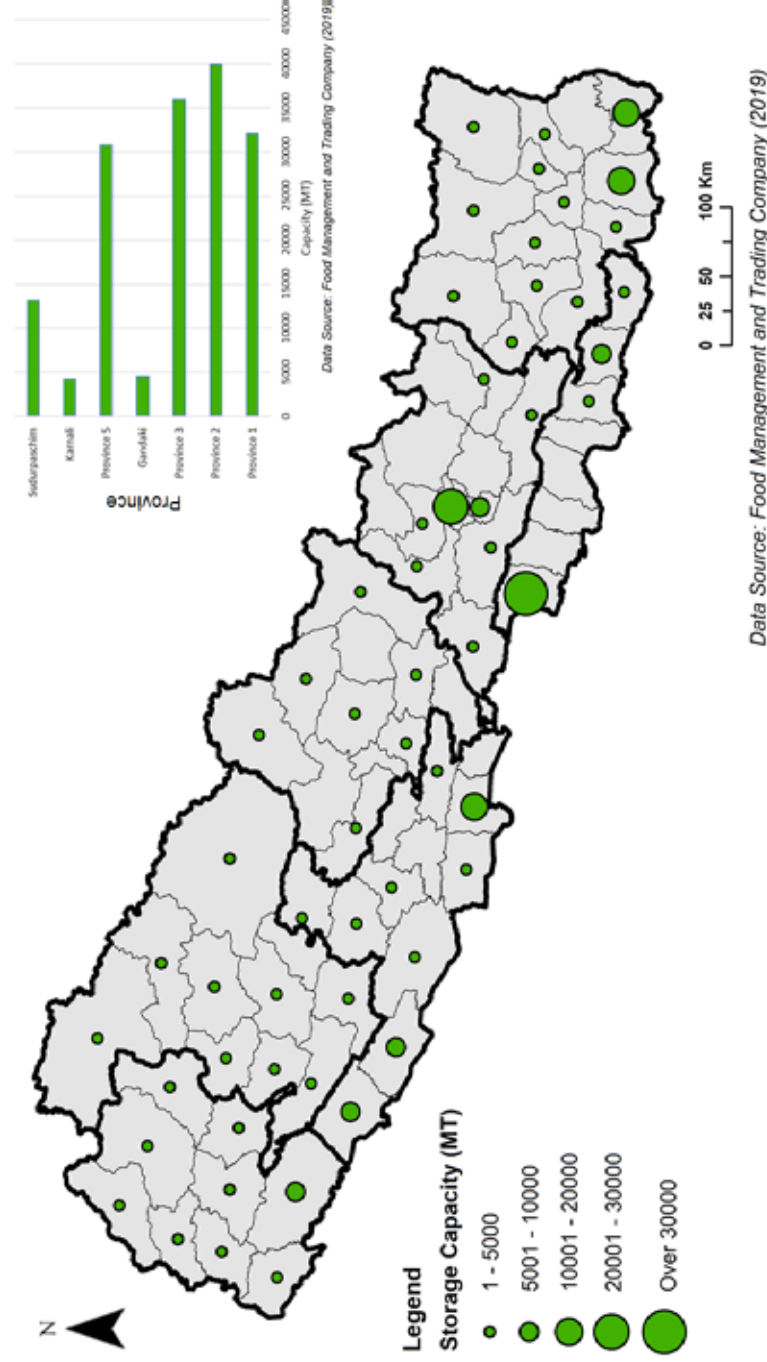 Sudurpaschim
Karnali
Province 5
Gandaki
Province 3
Province 2
Province 1
Province
0
5000
10000
15000
20000
25000
30000
35000
40000
45000
Capacity (MT)
Data Source: Food Management and Trading Company (2019)
N
Legend
Storage Capacity (MT)
1 - 5000
5001 - 10000
10001 - 20000
20001 - 30000
Over 30000
0 25 50 100 Km
Data Source: Food Management and Trading Company (2019)